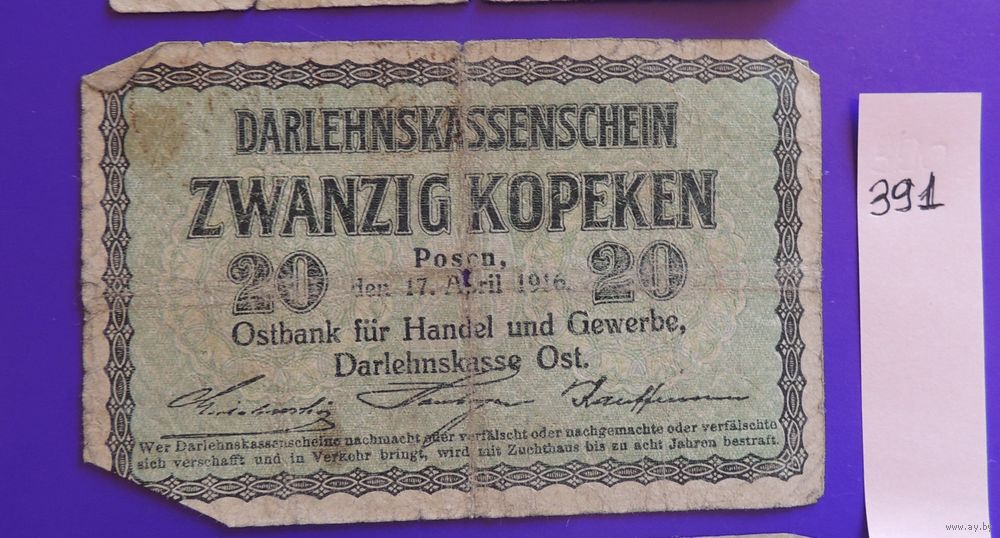 DARLEHNSKASSENSCHEIN
ZWANZIG KOPEKEN
20 20
Posen,
den 17. April 1916.
Ostbank für Handel und Gewerbe,
Darlehnskasse Ost.
Kauffmann
Wer Darlehnskassenscheine nachmacht oder verfälscht oder nachgemachte oder verfälschte
sich verschafft und in Verkehr bringt, wird mit Zuchthaus bis zu acht Jahren bestraft.
391
www.ay.by